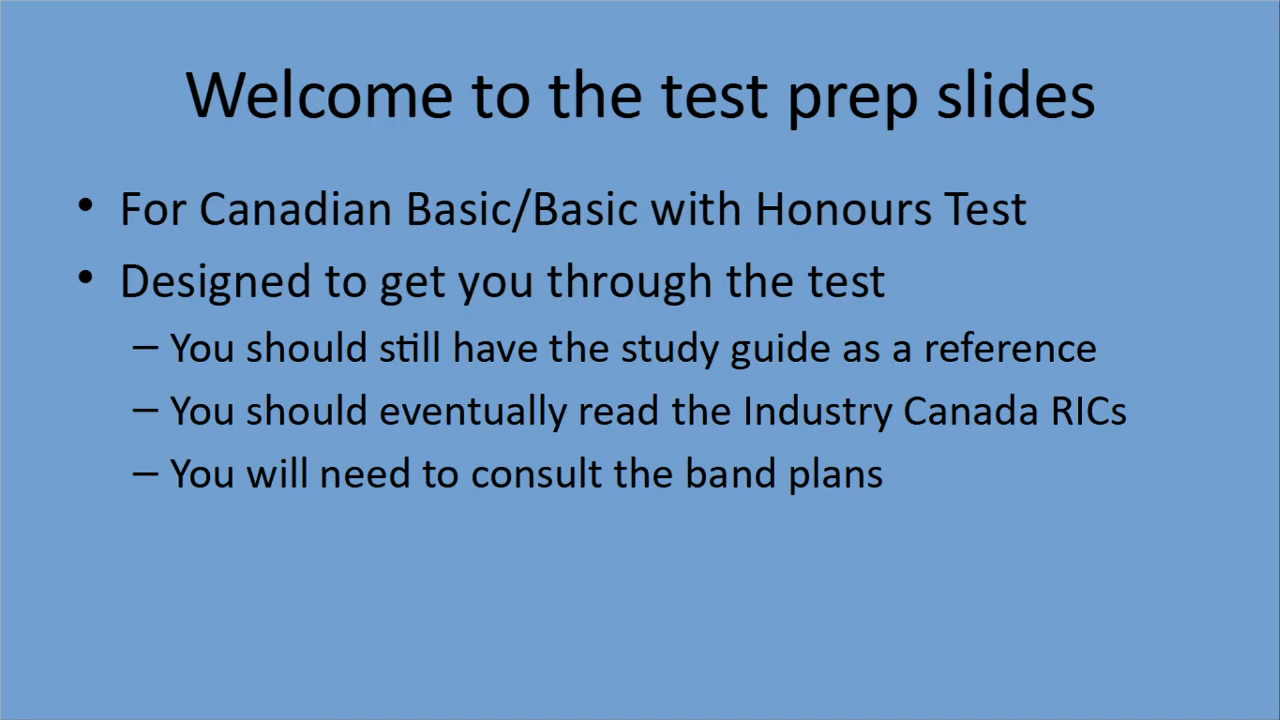 Welcome to the test prep slides
• For Canadian Basic/Basic with Honours Test
• Designed to get you through the test
– You should still have the study guide as a reference
– You should eventually read the Industry Canada RICs
– You will need to consult the band plans